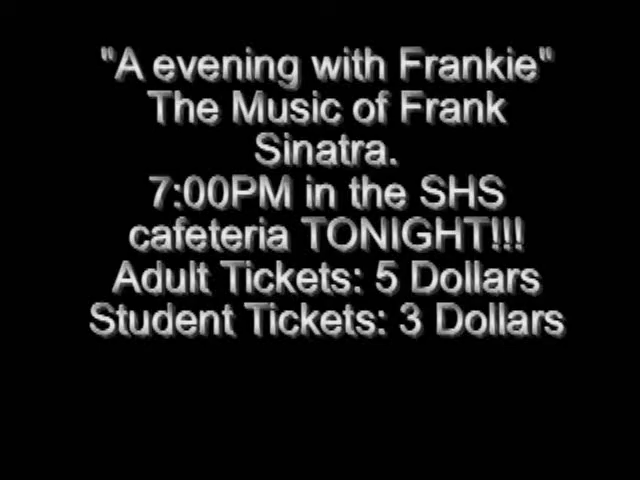 "A evening with Frankie"
The Music of Frank
Sinatra.
7:00PM in the SHS
cafeteria TONIGHT!!!
Adult Tickets: 5 Dollars
Student Tickets: 3 Dollars